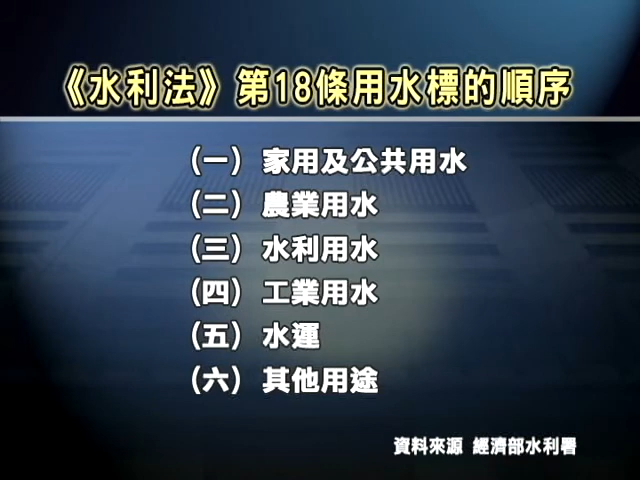 《水利法》第18條用水標的順序
(一) 家用及公共用水
(二) 農業用水
(三) 水利用水
(四) 工業用水
(五) 水運
(六) 其他用途
資料來源 經濟部水利署